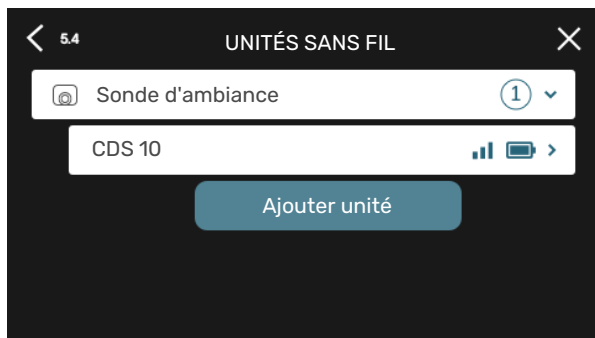 5.4 UNITÉS SANS FIL
Sonde d'ambiance 1
CDS 10
Ajouter unité